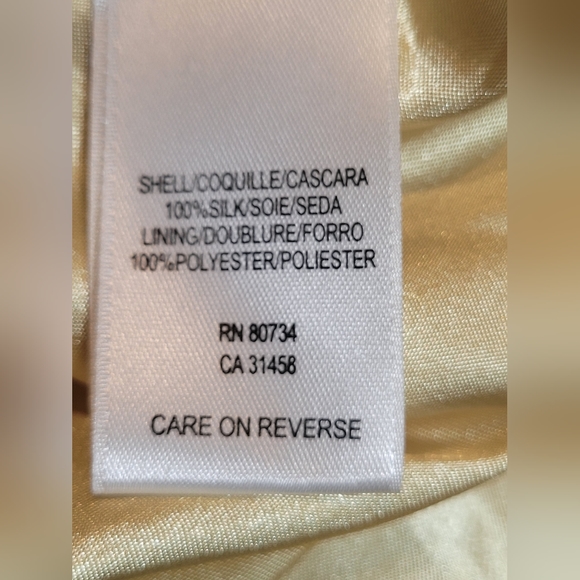 SHELL/COQUILLE/CASCARA
100%SILK/SOIE/SEDA
LINING/DOUBLURE/FORRO
100%POLYESTER/POLIESTER
RN 80734
CA 31458
CARE ON REVERSE